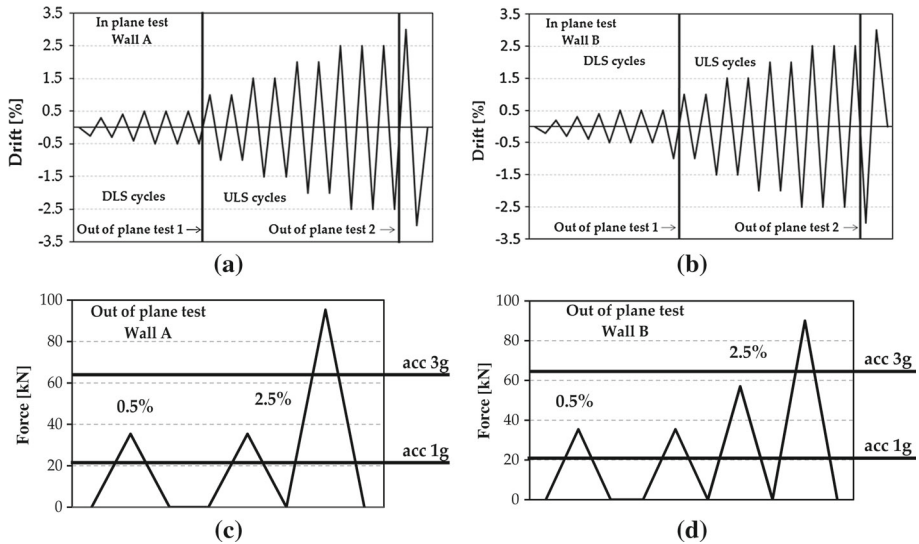 3.5
2.5
1.5
0.5
-0.5
-1.5
-2.5
-3.5
Drift [%]
In plane test
Wall A
DLS cycles
ULS cycles
Out of plane test 1 →
Out of plane test 2 →
(a)
3.5
2.5
1.5
0.5
-0.5
-1.5
-2.5
-3.5
Drift [%]
In plane test
Wall B
DLS cycles
ULS cycles
Out of plane test 1 →
Out of plane test 2 →
(b)
100
80
60
40
20
0
Force [kN]
Out of plane test
Wall A
0.5%
2.5%
acc 3g
acc 1g
(c)
100
80
60
40
20
0
Force [kN]
Out of plane test
Wall B
0.5%
2.5%
acc 3g
acc 1g
(d)